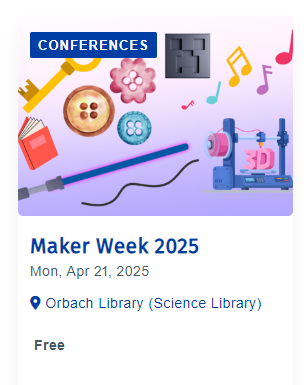 CONFERENCES
3D
Maker Week 2025
Mon, Apr 21, 2025
Orbach Library (Science Library)
Free